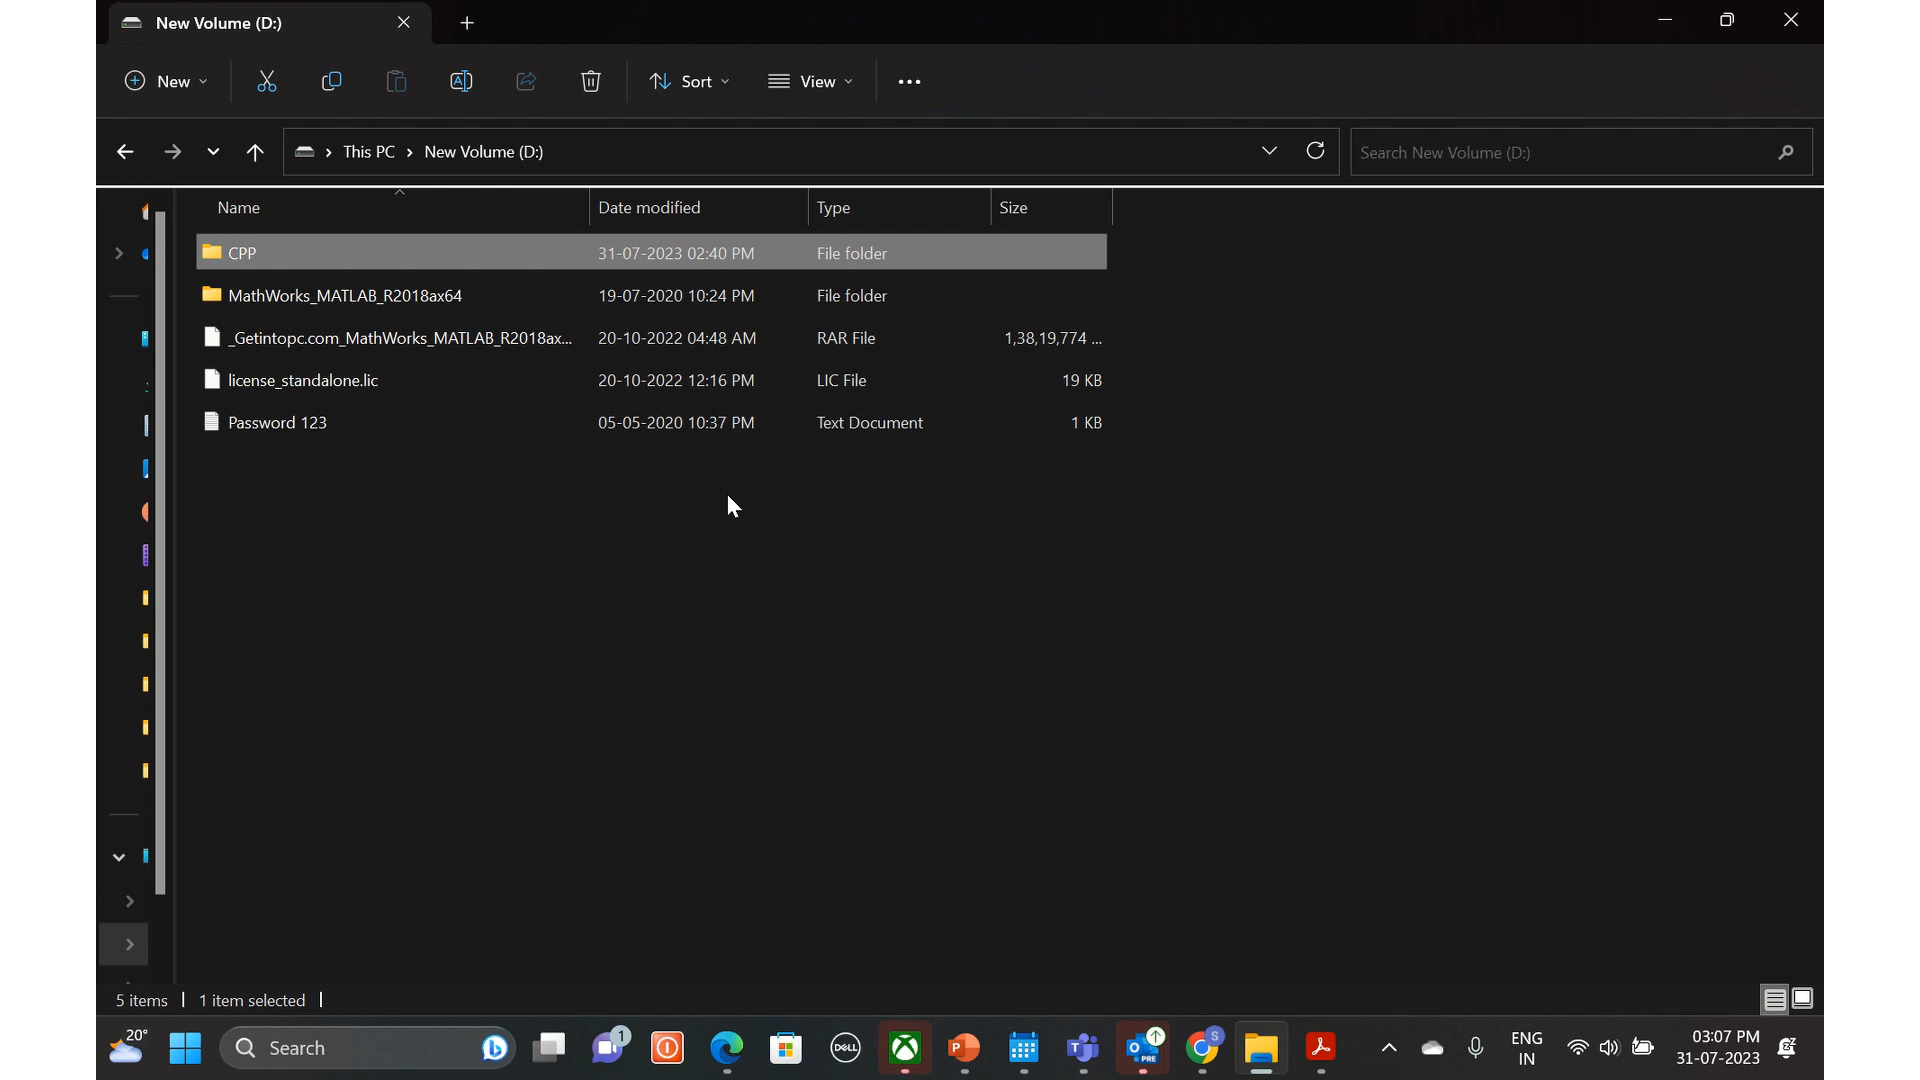 New Volume (D:)
New
Sort
View
This PC
New Volume (D:)
Search New Volume (D:)
Name Date modified Type Size
CPP 31-07-2023 02:40 PM File folder
MathWorks_MATLAB_R2018ax64 19-07-2020 10:24 PM File folder
_Getintopc.com_MathWorks_MATLAB_R2018ax... 20-10-2022 04:48 AM RAR File 1,38,19,774 ...
license_standalone.lic 20-10-2022 12:16 PM LIC File 19 KB
Password 123 05-05-2020 10:37 PM Text Document 1 KB
5 items 1 item selected
20°
Search
1
DELL
P
T
O
PRE
S
ENG
IN
03:07 PM
31-07-2023